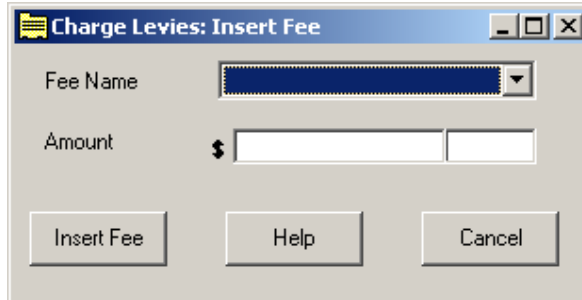 Charge Levies: Insert Fee
Fee Name
Amount $
Insert Fee Help Cancel